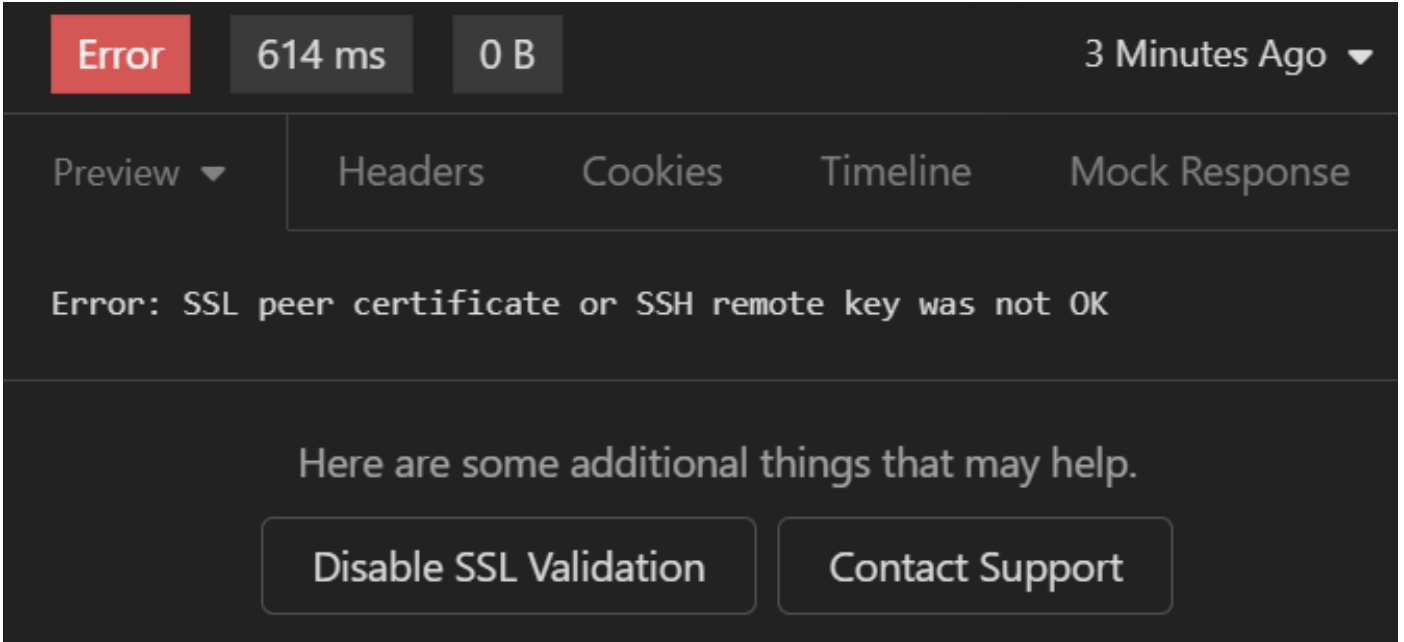 Error 614 ms 0 B 3 Minutes Ago
Preview Headers Cookies Timeline Mock Response
Error: SSL peer certificate or SSH remote key was not OK
Here are some additional things that may help.
Disable SSL Validation Contact Support